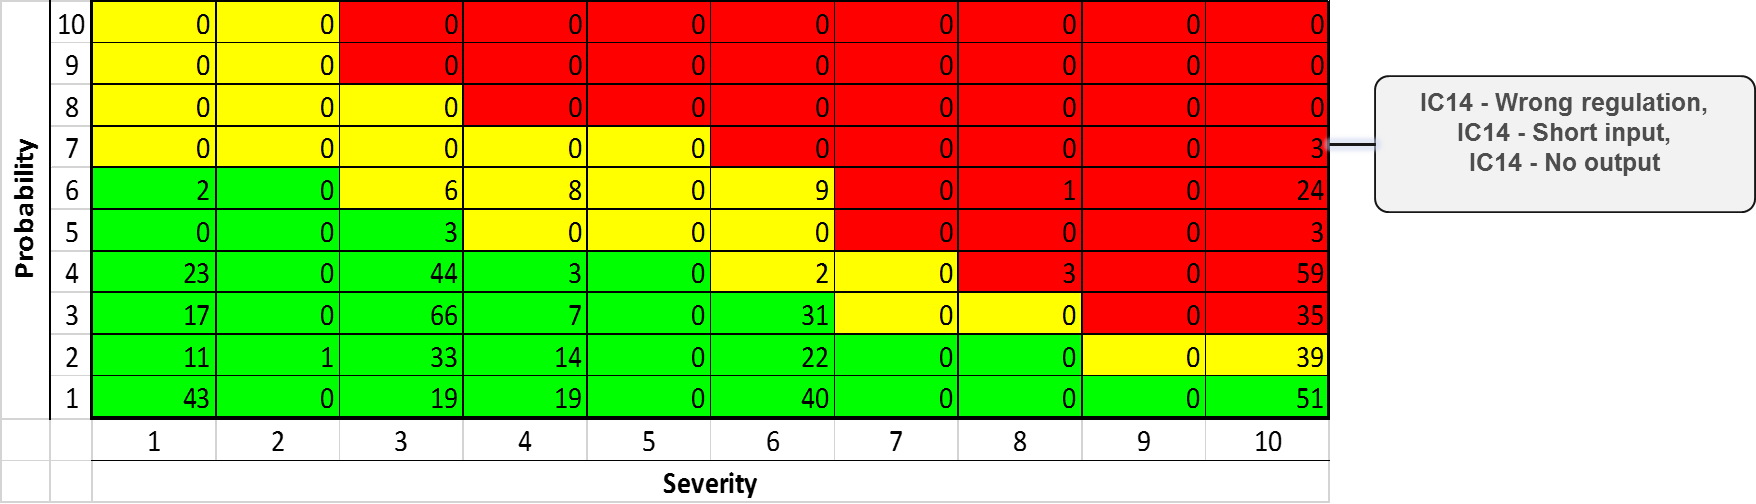 Probability
10 0 0 0 0 0 0 0 0 0 0
9 0 0 0 0 0 0 0 0 0 0
8 0 0 0 0 0 0 0 0 0 0
7 0 0 0 0 0 0 0 0 0 3
6 2 0 6 8 0 9 0 1 0 24
5 0 0 3 0 0 0 0 0 0 3
4 23 0 44 3 0 2 0 3 0 59
3 17 0 66 7 0 31 0 0 0 35
2 11 1 33 14 0 22 0 0 0 39
1 43 0 19 19 0 40 0 0 0 51
1 2 3 4 5 6 7 8 9 10
Severity
IC14 - Wrong regulation,
IC14 - Short input,
IC14 - No output